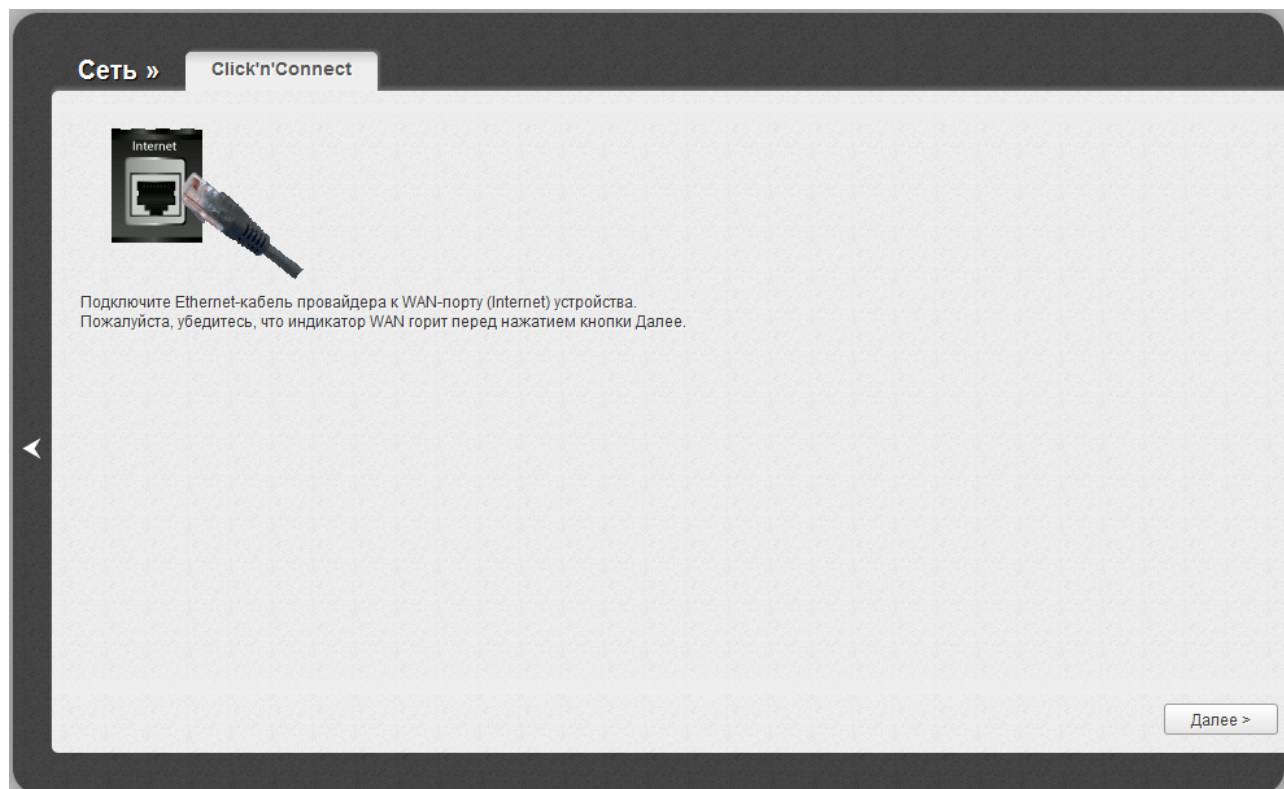 Сеть »
Click'n'Connect
Internet
Подключите Ethernet-кабель провайдера к WAN-порту (Internet) устройства.
Пожалуйста, убедитесь, что индикатор WAN горит перед нажатием кнопки Далее.
Далее >